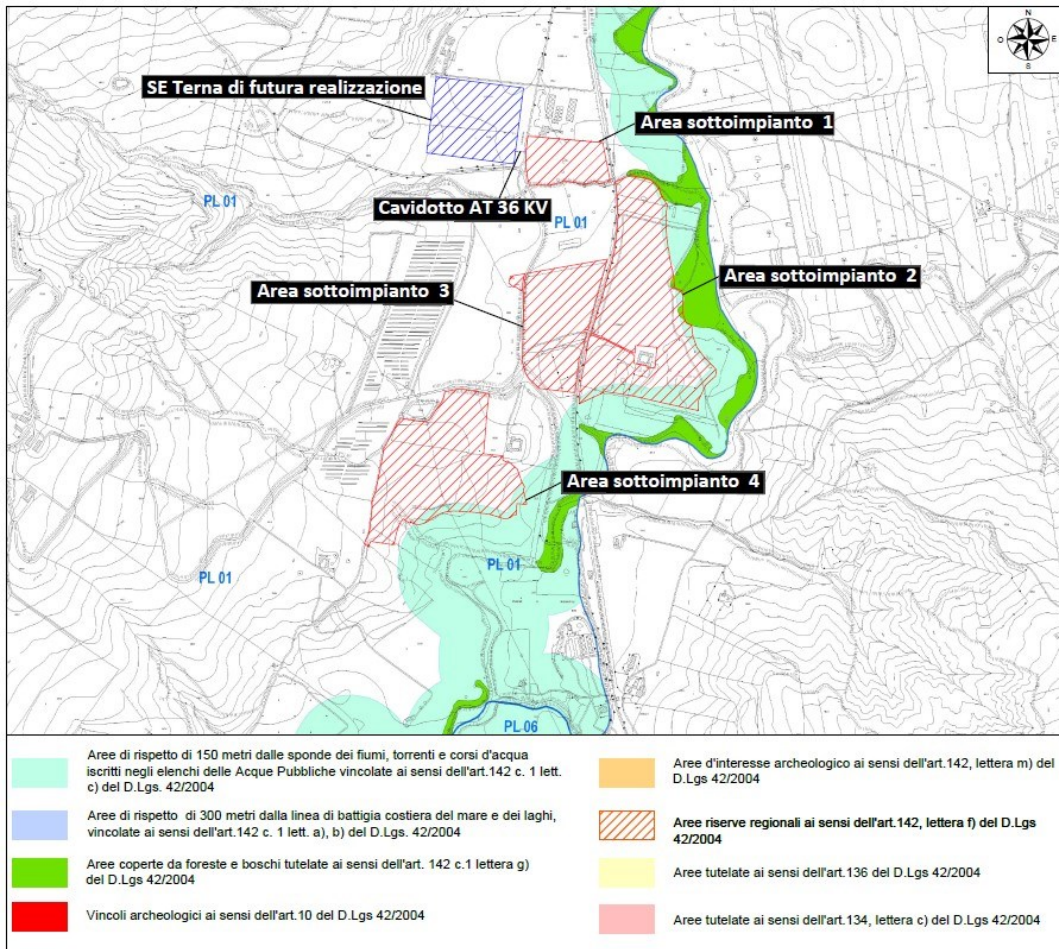 N
O
E
S
SE Terna di futura realizzazione
Area sottoimpianto 1
PL 01
Cavidotto AT 36 KV
PL 01
Area sottoimpianto 2
Area sottoimpianto 3
Area sottoimpianto 4
PL 01
PL 01
PL 06
Aree di rispetto di 150 metri dalle sponde dei fiumi, torrenti e corsi d'acqua
iscritti negli elenchi delle Acque Pubbliche vincolate ai sensi dell'art.142 c. 1 lett.
c) del D.Lgs. 42/2004
Aree di rispetto di 300 metri dalla linea di battigia costiera del mare e dei laghi,
vincolate ai sensi dell'art.142 c. 1 lett. a), b) del D.Lgs. 42/2004
Aree coperte da foreste e boschi tutelate ai sensi dell'art. 142 c.1 lettera g)
del D.Lgs 42/2004
Vincoli archeologici ai sensi dell'art.10 del D.Lgs 42/2004
Aree d'interesse archeologico ai sensi dell'art.142, lettera m) del
D.Lgs 42/2004
Aree riserve regionali ai sensi dell'art.142, lettera f) del D.Lgs
42/2004
Aree tutelate ai sensi dell'art.136 del D.Lgs 42/2004
Aree tutelate ai sensi dell'art.134, lettera c) del D.Lgs 42/2004